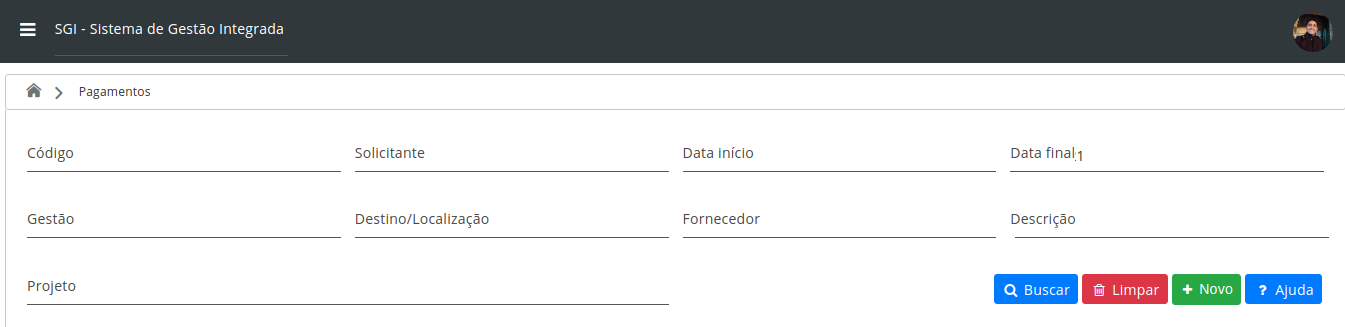 SGI - Sistema de Gestão Integrada
Pagamentos
Código Solicitante Data início Data final 1
Gestão Destino/Localização Fornecedor Descrição
Projeto Buscar Limpar + Novo ? Ajuda